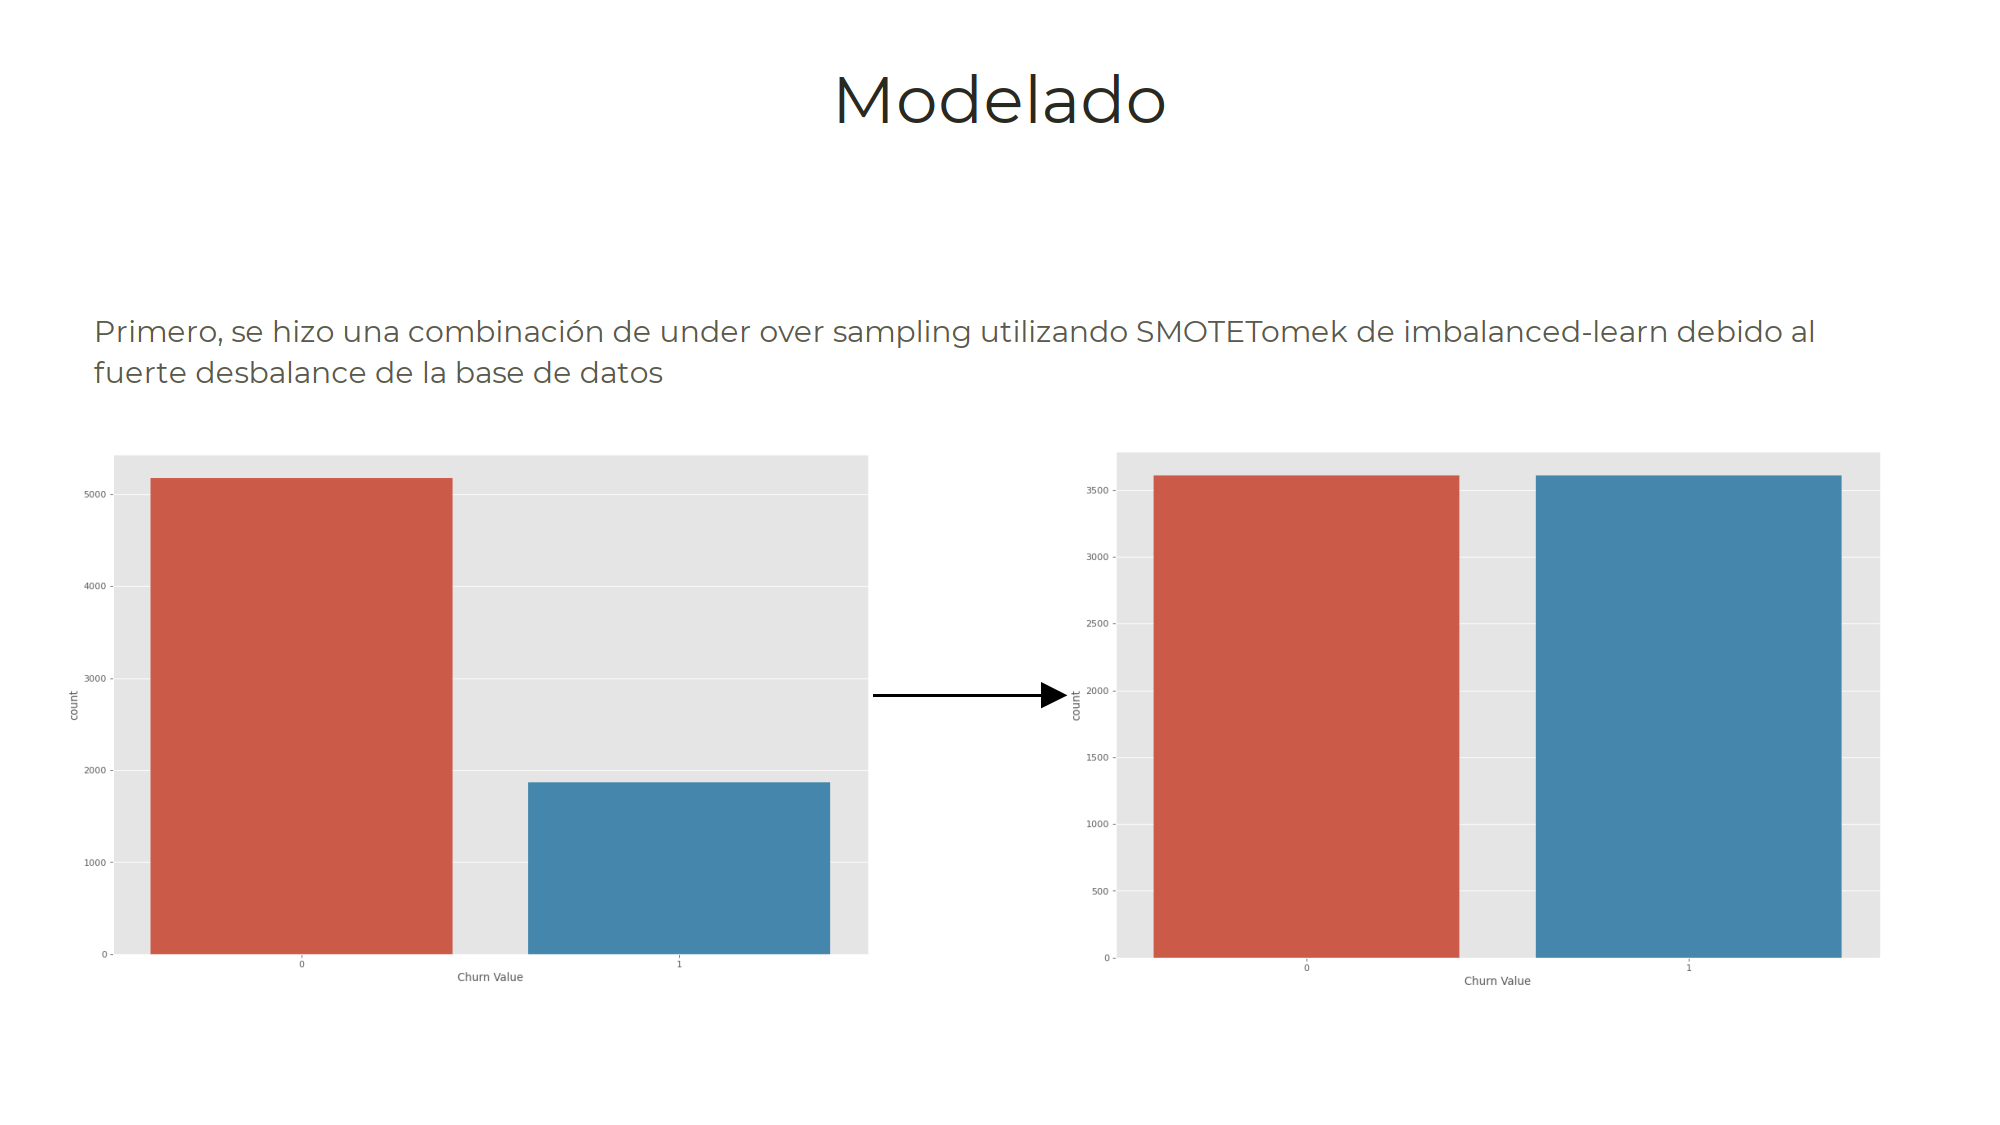 Modelado
Primero, se hizo una combinación de under over sampling utilizando SMOTETomek de imbalanced-learn debido al
fuerte desbalance de la base de datos
5000
4000
3000
2000
1000
0
count
0
1
Churn Value
3500
3000
2500
2000
1500
1000
500
0
count
0
1
Churn Value